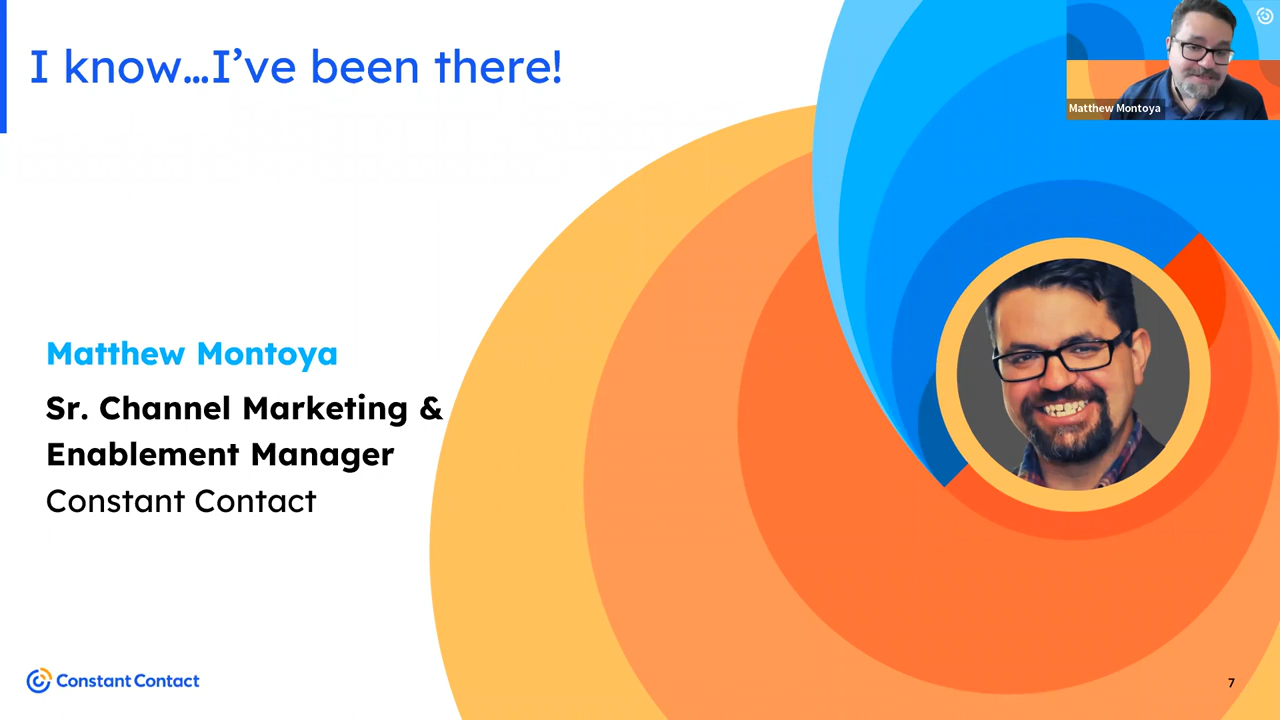 I know...I've been there!
Matthew Montoya
Matthew Montoya
Sr. Channel Marketing &
Enablement Manager
Constant Contact
Constant Contact
7